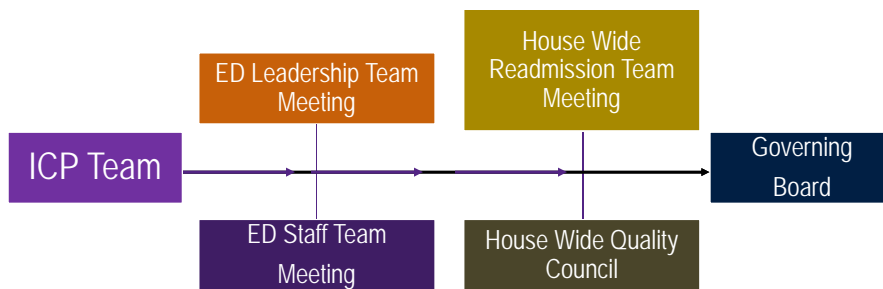 ED Leadership Team
Meeting
House Wide
Readmission Team
Meeting
ICP Team
Governing
Board
ED Staff Team
Meeting
House Wide Quality
Council